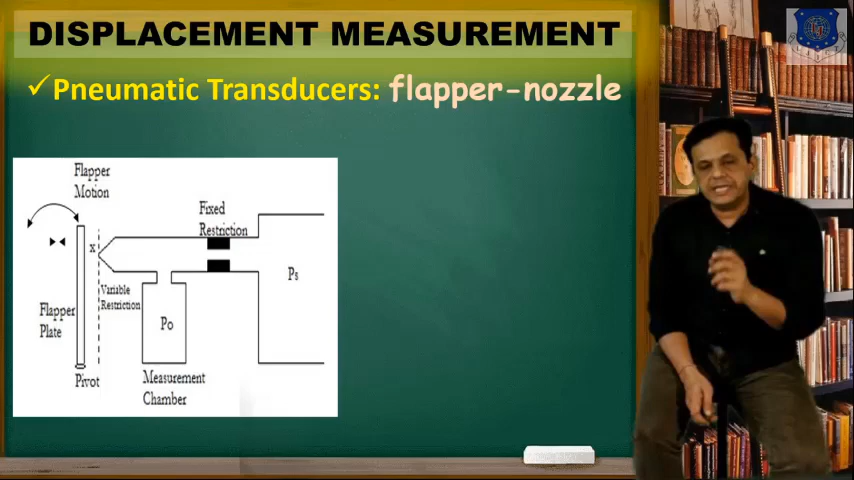 DISPLACEMENT MEASUREMENT
✓Pneumatic Transducers: flapper-nozzle
Flapper
Motion
Fixed
Restriction
x
Ps
Variable
Restriction
Flapper
Plate
Po
Pivot
Measurement
Chamber